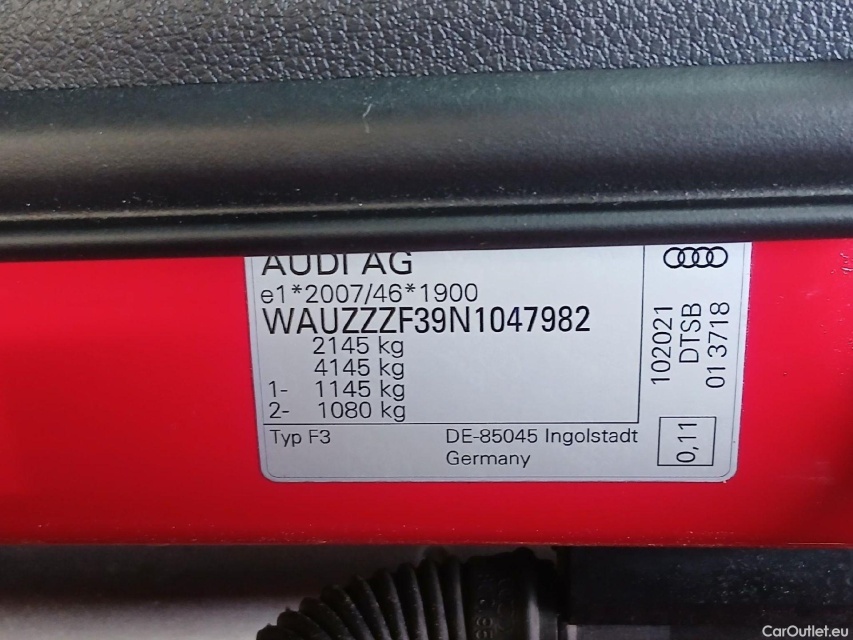 AUDI AG
e1*2007/46*1900
WAUZZZF39N1047982
2145 kg
4145 kg
1- 1145 kg
2- 1080 kg
Typ F3
DE-85045 Ingolstadt
Germany
102021
DTSB
01 3718
0,11
CarOutlet.eu